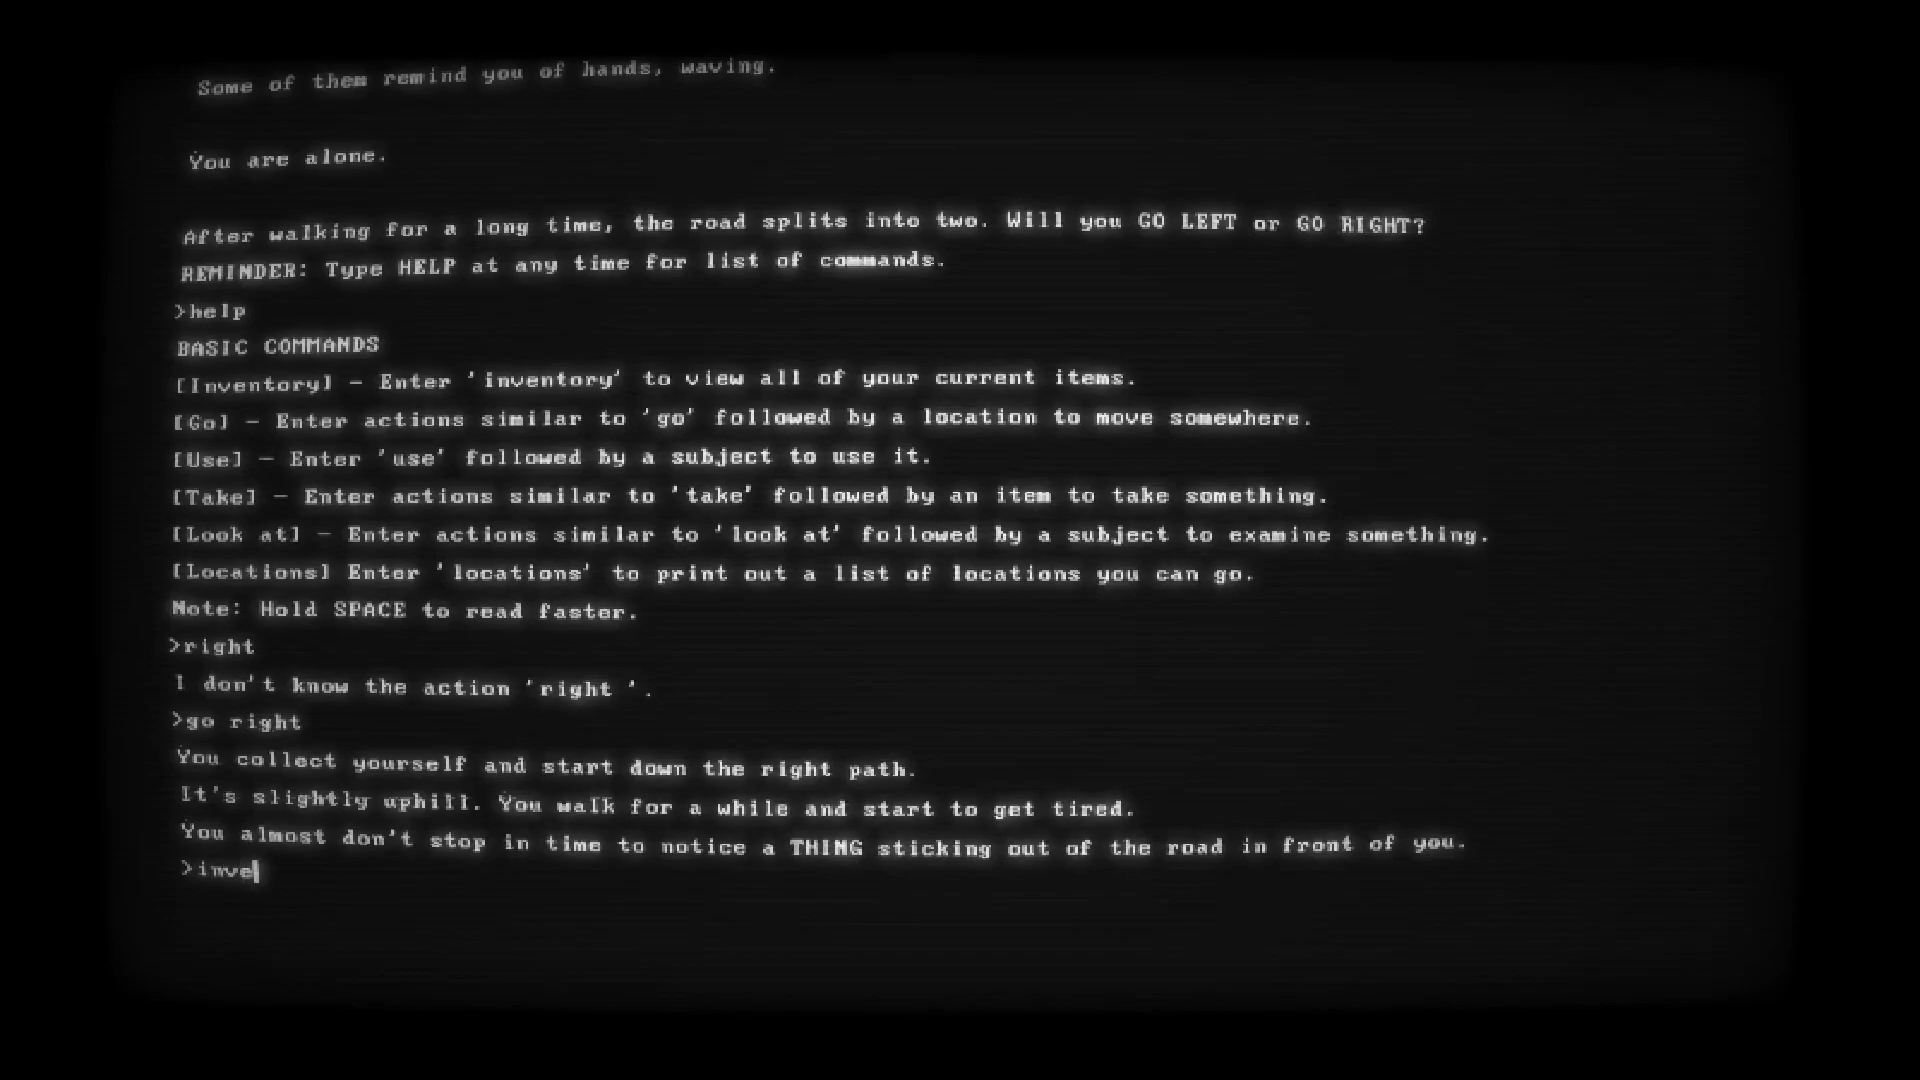 Some of them remind you of hands, waving.
You are alone.
After walking for a long time, the road splits into two. Will you GO LEFT or GO RIGHT?
REMINDER: Type HELP at any time for list of commands.
>help
BASIC COMMANDS
[Inventory] - Enter 'inventory' to view all of your current items.
[Go] - Enter actions similar to 'go' followed by a location to move somewhere.
[Use] - Enter 'use' followed by a subject to use it.
[Take] - Enter actions similar to 'take' followed by an item to take something.
[Look at] - Enter actions similar to 'look at' followed by a subject to examine something.
[Locations] Enter 'locations' to print out a list of locations you can go.
Note: Hold SPACE to read faster.
>right
I don't know the action 'right '.
>go right
You collect yourself and start down the right path.
It's slightly uphill. You walk for a while and start to get tired.
You almost don't stop in time to notice a THING sticking out of the road in front of you.
>inve